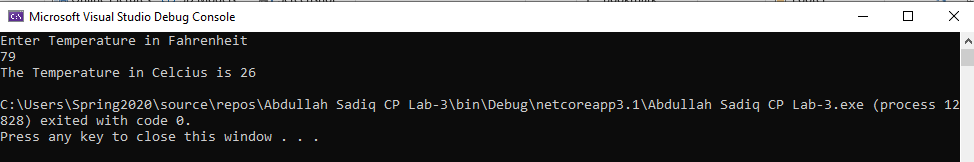 Microsoft Visual Studio Debug Console
Enter Temperature in Fahrenheit
79
The Temperature in Celcius is 26
C:\Users\Spring2020\source\repos\Abdullah Sadiq CP Lab-3\bin\Debug\netcoreapp3.1\Abdullah Sadiq CP Lab-3.exe (process 12
828) exited with code 0.
Press any key to close this window . . .